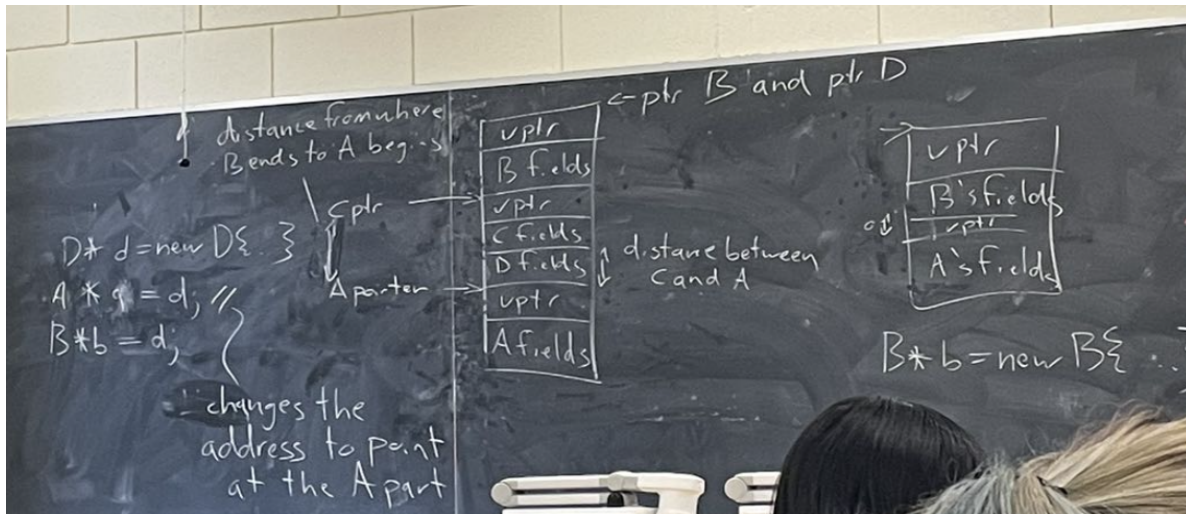 distance from where
B ends to A begins
D* d = new D{..}
A * a = d; //
B*b = d;
changes the
address to point
at the A part
C ptr
A pointer
<-ptr B and ptr D
vptr
B fields
vptr
C fields
D fields
vptr
A fields
distane between
C and A
vptr
B's fields
vptr
A's fields
B* b = new B{ ...